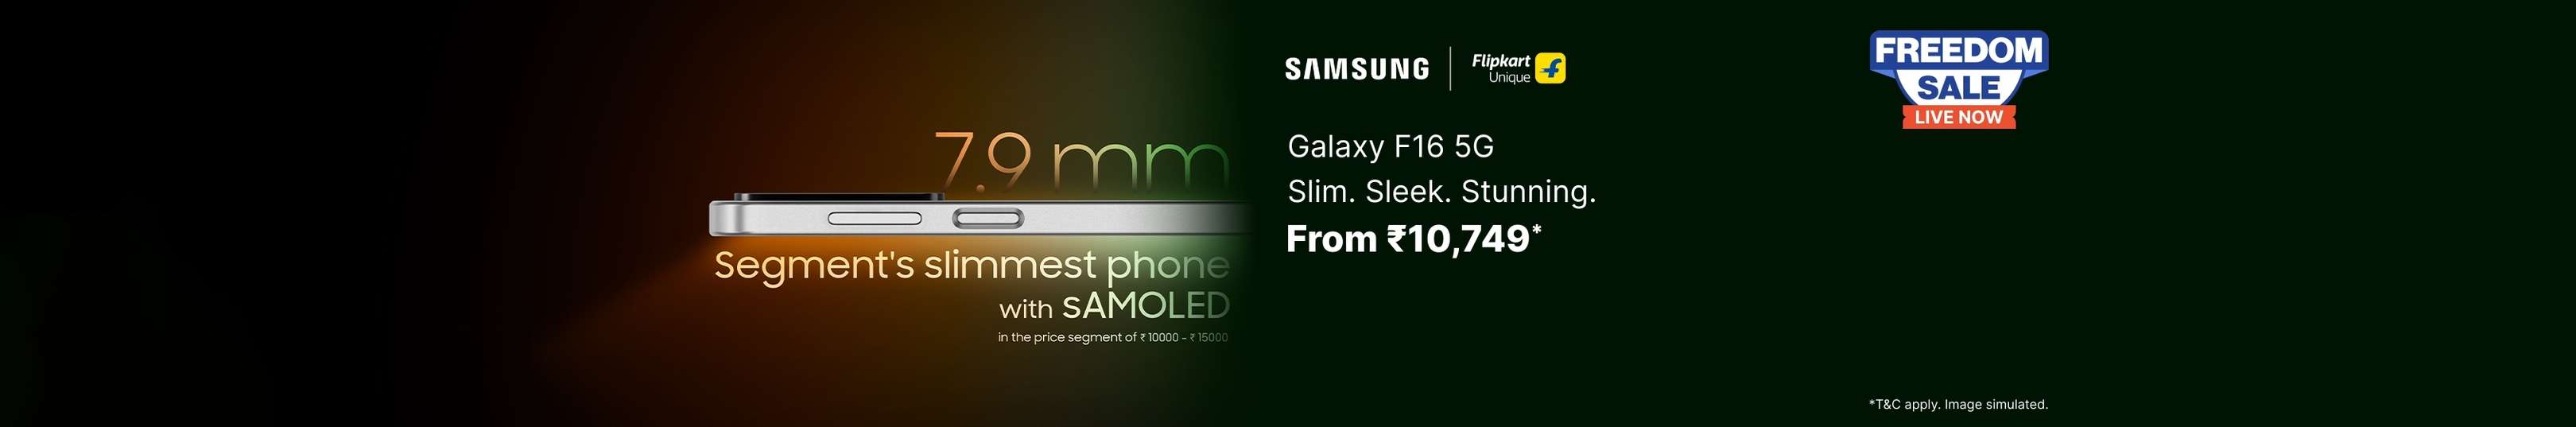 7.9 mm
Segment's slimmest phone
with sAMOLED
in the price segment of ₹ 10000 - ₹ 15000
SAMSUNG
Flipkart
Unique
Galaxy F16 5G
Slim. Sleek. Stunning.
From ₹10,749*
FREEDOM
SALE
LIVE NOW
*T&C apply. Image simulated.